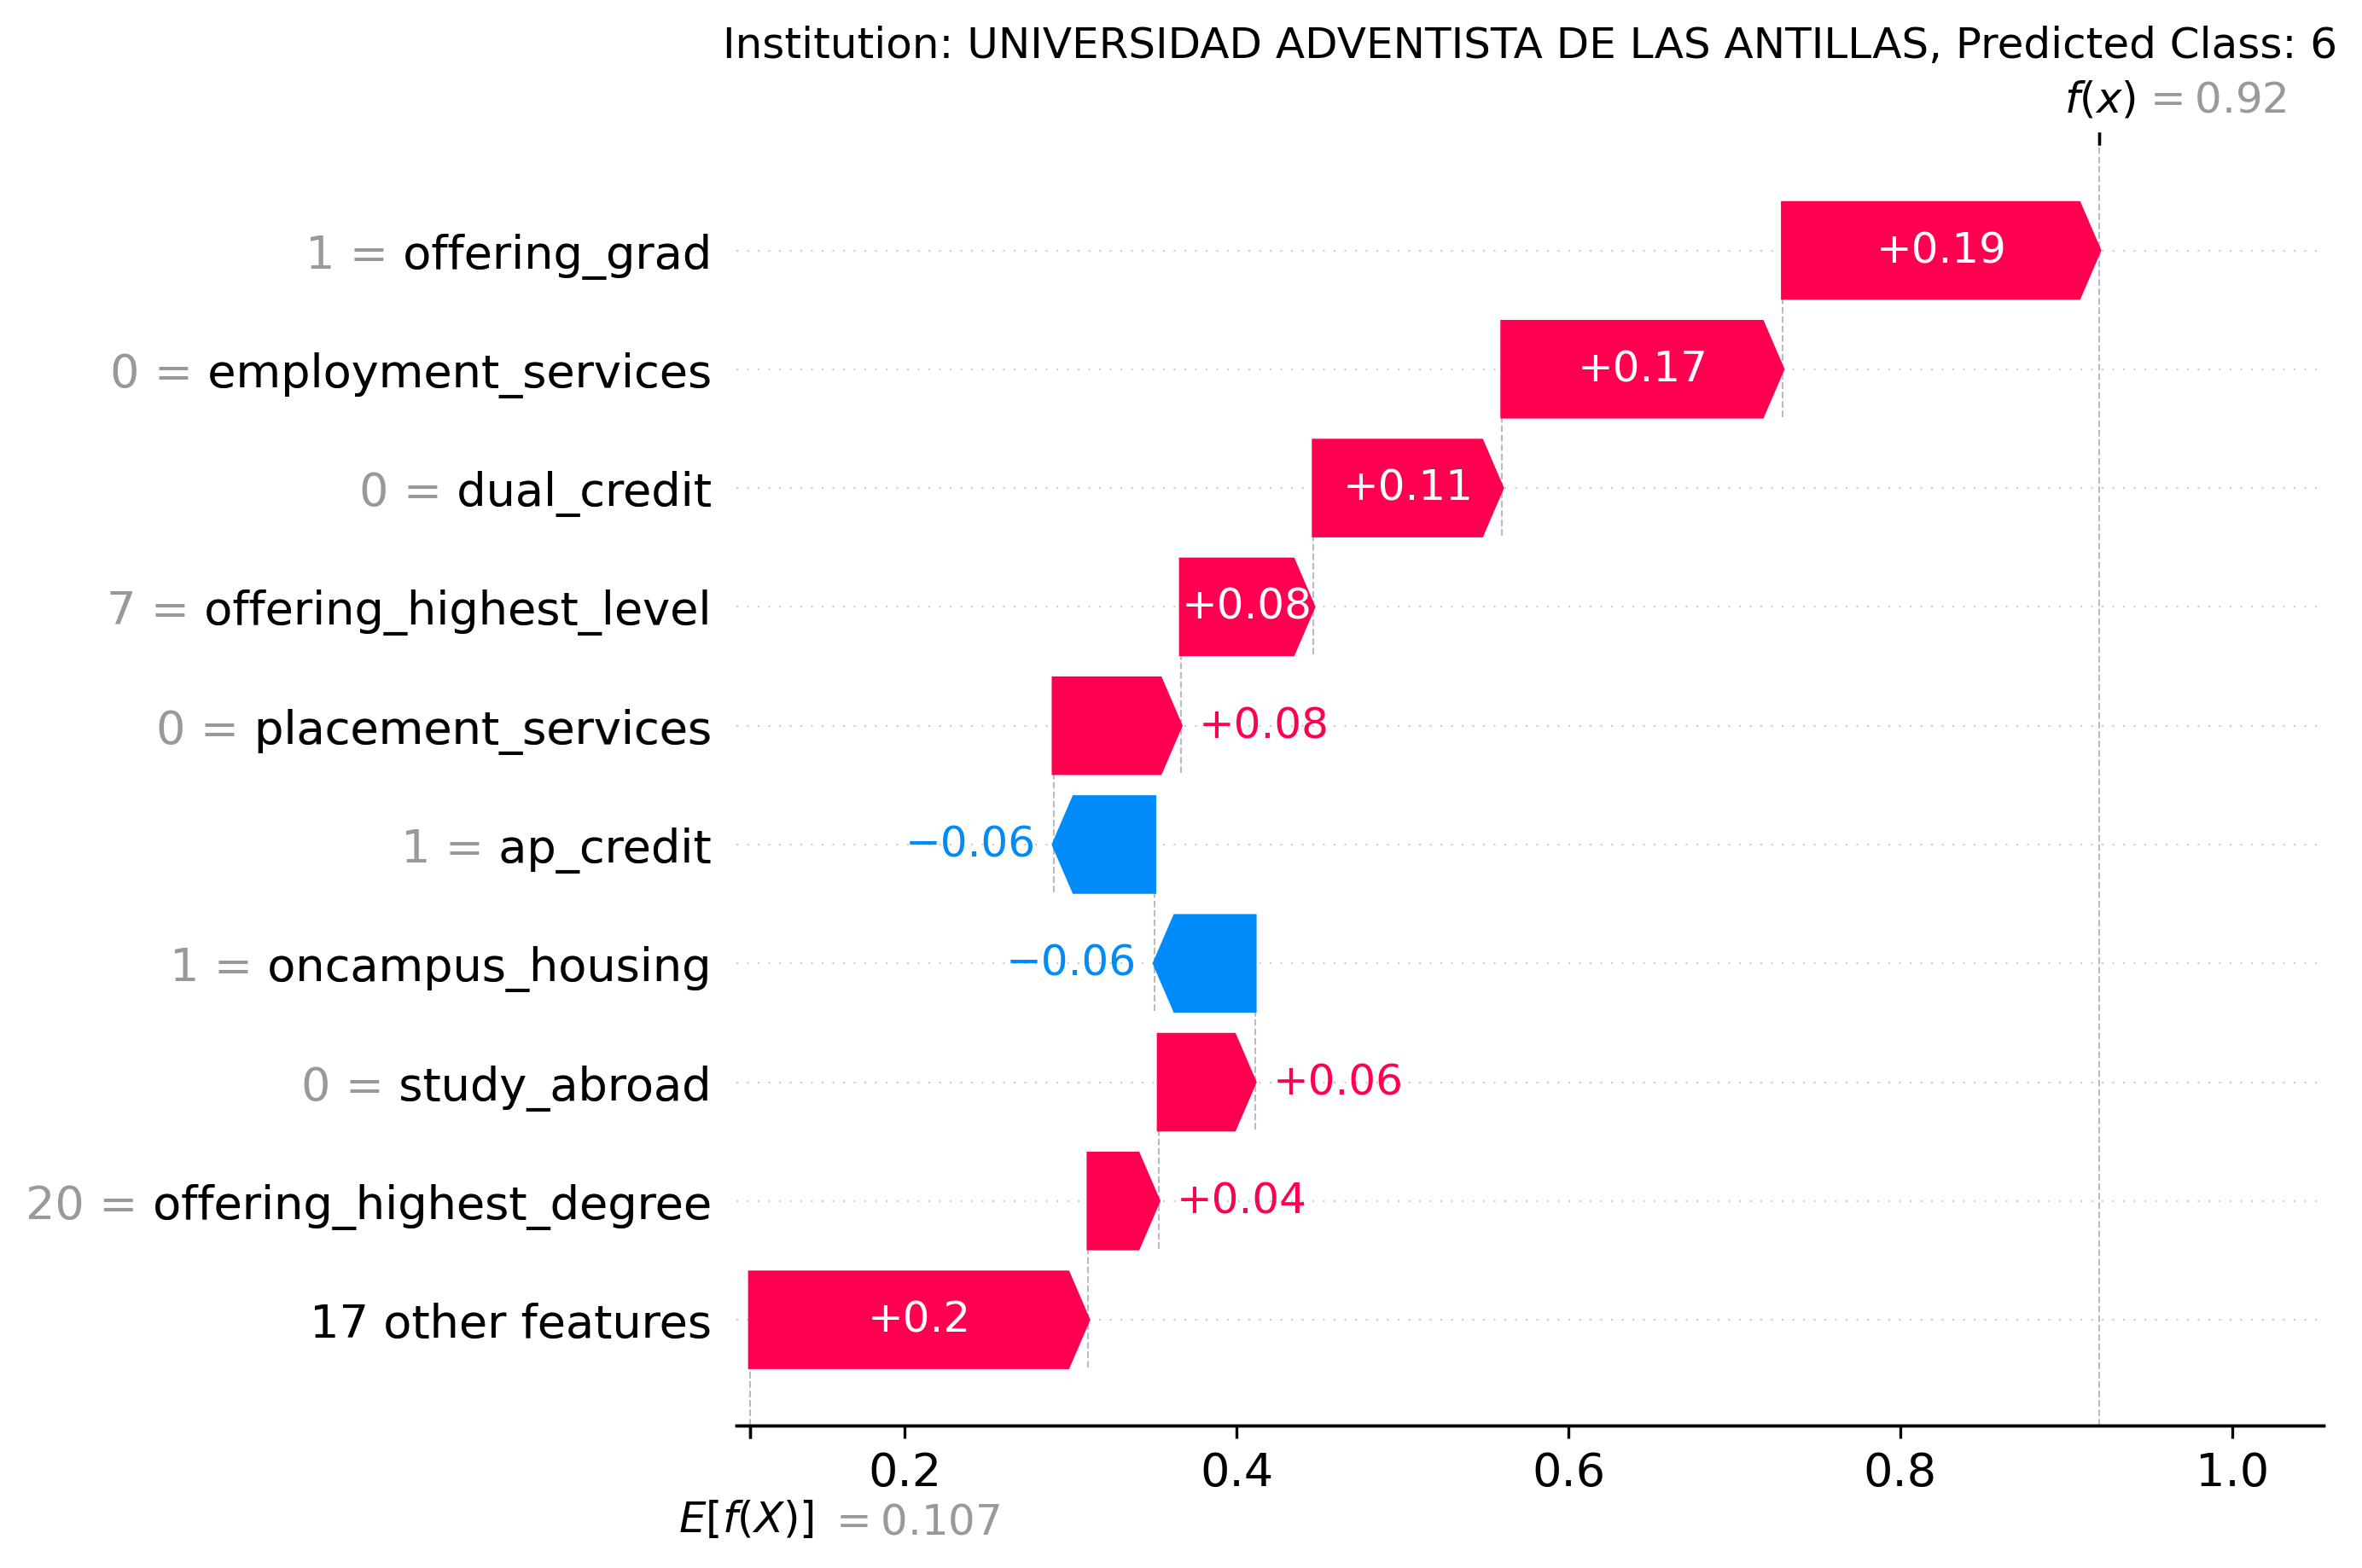 Institution: UNIVERSIDAD ADVENTISTA DE LAS ANTILLAS, Predicted Class: 6
f(x) = 0.92
1 = offering_grad +0.19
0 = employment_services +0.17
0 = dual_credit +0.11
7 = offering_highest_level +0.08
0 = placement_services +0.08
1 = ap_credit −0.06
1 = oncampus_housing −0.06
0 = study_abroad +0.06
20 = offering_highest_degree +0.04
17 other features +0.2
0.2 0.4 0.6 0.8 1.0
E[f(X)] = 0.107